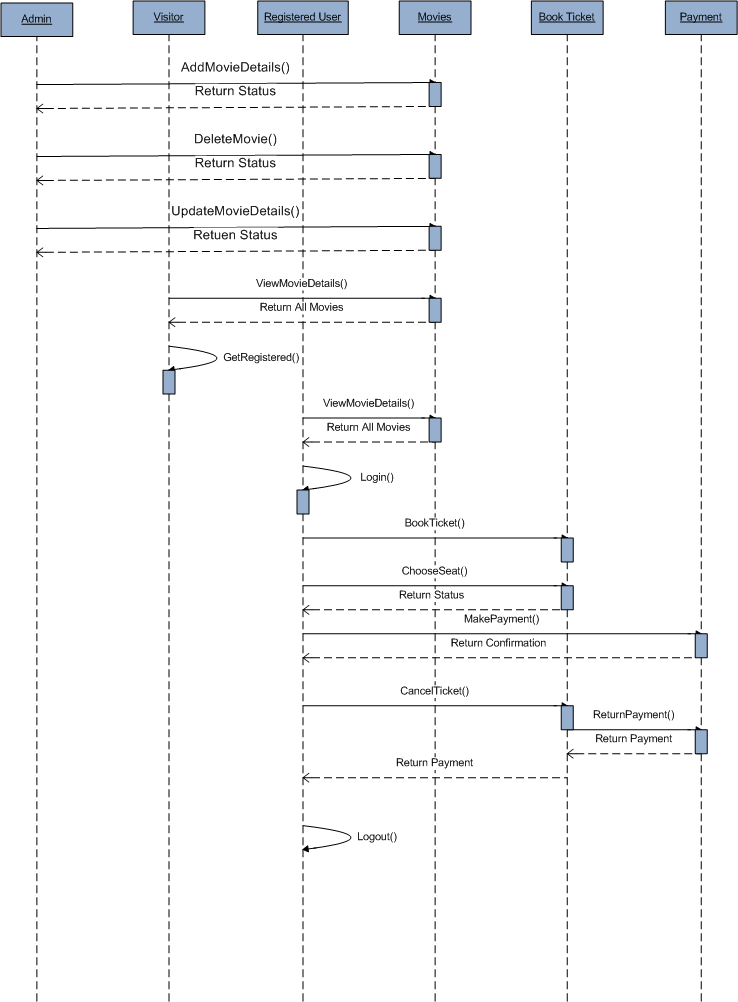 Admin
Visitor
Registered User
Movies
Book Ticket
Payment
AddMovieDetails()
Return Status
DeleteMovie()
Return Status
UpdateMovieDetails()
Retuen Status
ViewMovieDetails()
Return All Movies
GetRegistered()
ViewMovieDetails()
Return All Movies
Login()
BookTicket()
ChooseSeat()
Return Status
MakePayment()
Return Confirmation
CancelTicket()
ReturnPayment()
Return Payment
Return Payment
Logout()